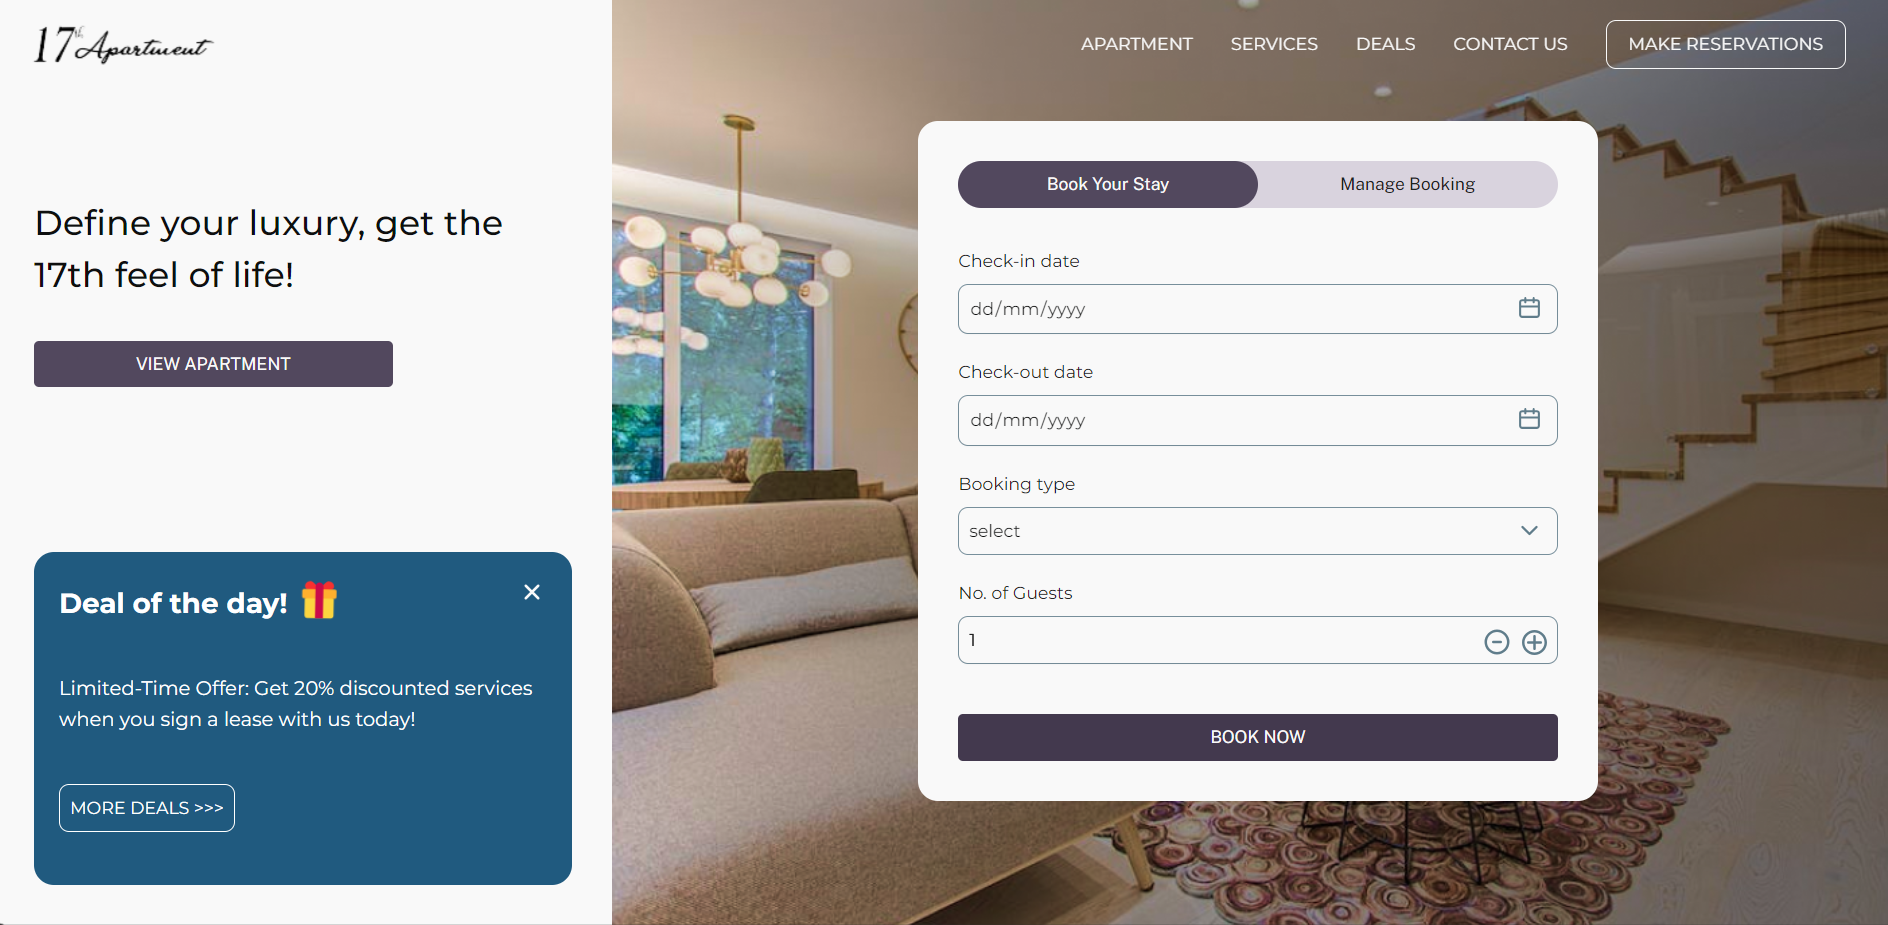 17th Apartment
APARTMENT
SERVICES
DEALS
CONTACT US
MAKE RESERVATIONS
Define your luxury, get the
17th feel of life!
VIEW APARTMENT
Deal of the day!
Limited-Time Offer: Get 20% discounted services
when you sign a lease with us today!
MORE DEALS >>>
Book Your Stay
Manage Booking
Check-in date
dd/mm/yyyy
Check-out date
dd/mm/yyyy
Booking type
select
No. of Guests
1
BOOK NOW